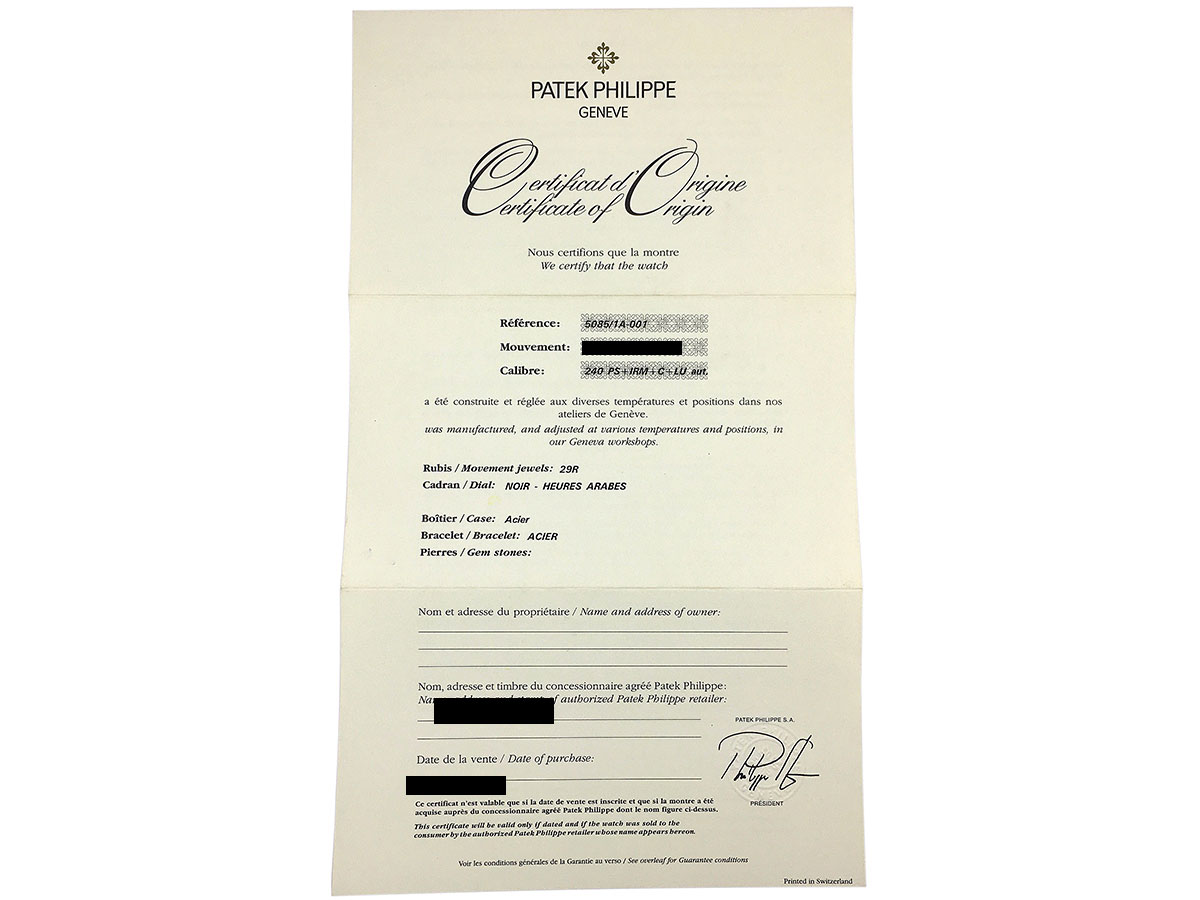 PATEK PHILIPPE
GENEVE
Certificat d'Origine
Certificate of Origin
Nous certifions que la montre
We certify that the watch
Référence: 5085/1A-001
Mouvement:
Calibre: 240 PS+IRM+C+LU aut.
a été construite et réglée aux diverses températures et positions dans nos
ateliers de Genève.
was manufactured, and adjusted at various temperatures and positions, in
our Geneva workshops.
Rubis / Movement jewels: 29R
Cadran / Dial: NOIR - HEURES ARABES
Boîtier / Case: Acier
Bracelet / Bracelet: ACIER
Pierres / Gem stones:
Nom et adresse du propriétaire / Name and address of owner:
Nom, adresse et timbre du concessionnaire agréé Patek Philippe:
of authorized Patek Philippe retailer:
PATEK PHILIPPE S.A.
Date de la vente / Date of purchase:
PRÉSIDENT
Ce certificat n'est valable que si la date de vente est inscrite et que si la montre a été
acquise auprès du concessionnaire agréé Patek Philippe dont le nom figure ci-dessus.
This certificate will be valid only if dated and if the watch was sold to the
consumer by the authorized Patek Philippe retailer whose name appears hereon.
Voir les conditions générales de la Garantie au verso / See overleaf for Guarantee conditions
Printed in Switzerland